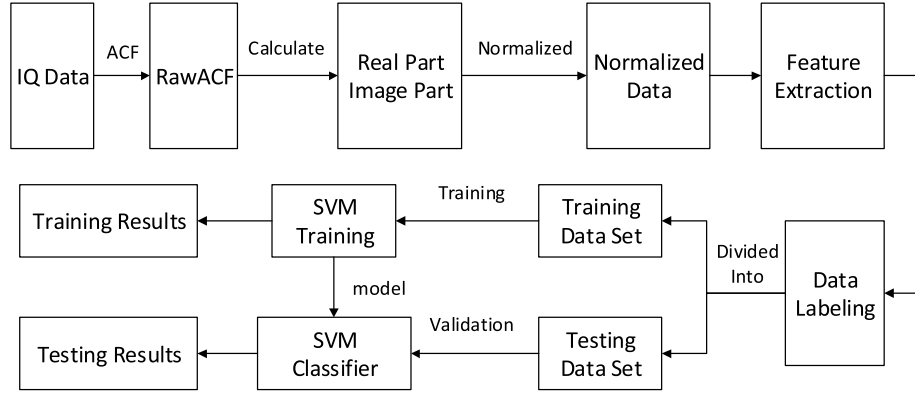 IQ Data
ACF
RawACF
Calculate
Real Part
Image Part
Normalized
Normalized
Data
Feature
Extraction
Training Results
SVM
Training
Training
Training
Data Set
Divided
Into
Data
Labeling
model
Testing Results
SVM
Classifier
Validation
Testing
Data Set